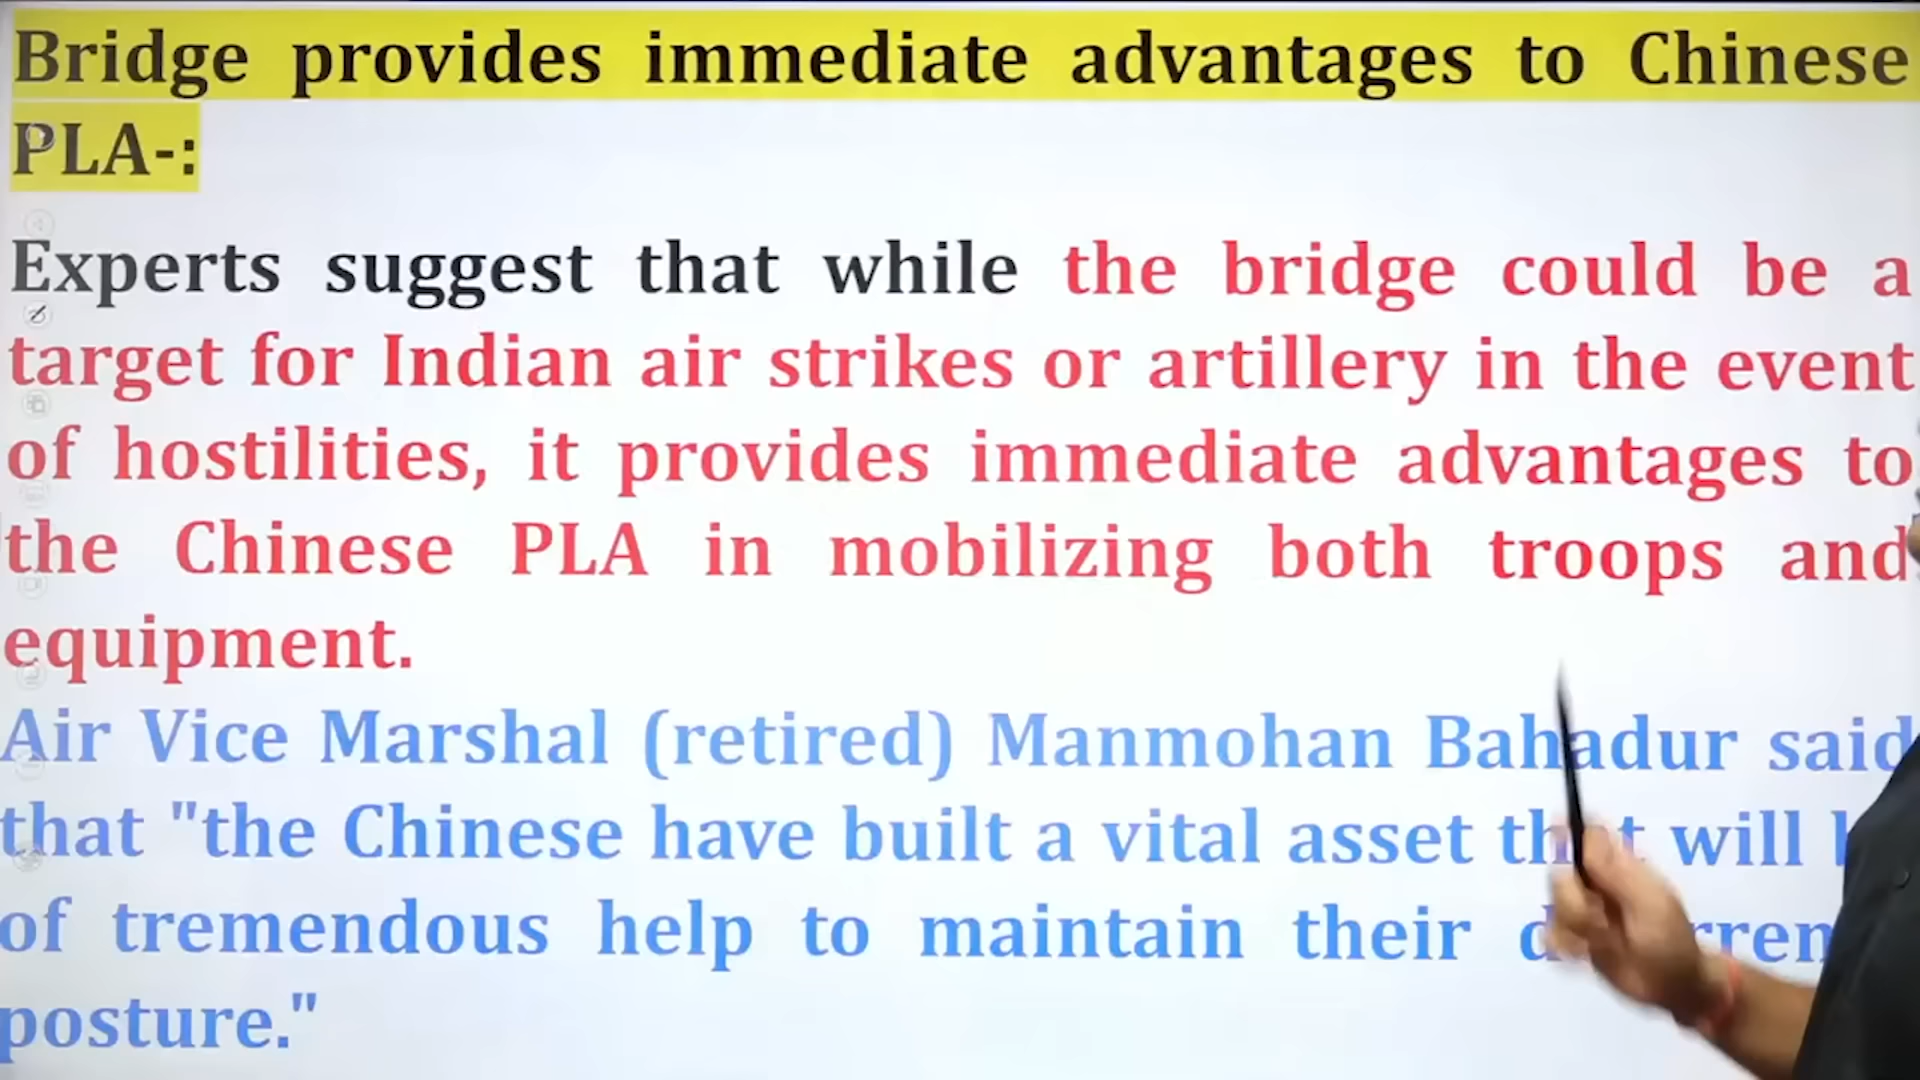 Bridge provides immediate advantages to Chinese
PLA-:
Experts suggest that while the bridge could be a
target for Indian air strikes or artillery in the event
of hostilities, it provides immediate advantages to
the Chinese PLA in mobilizing both troops and
equipment.
Air Vice Marshal (retired) Manmohan Bahadur said
that "the Chinese have built a vital asset that will
of tremendous help to maintain their
posture."